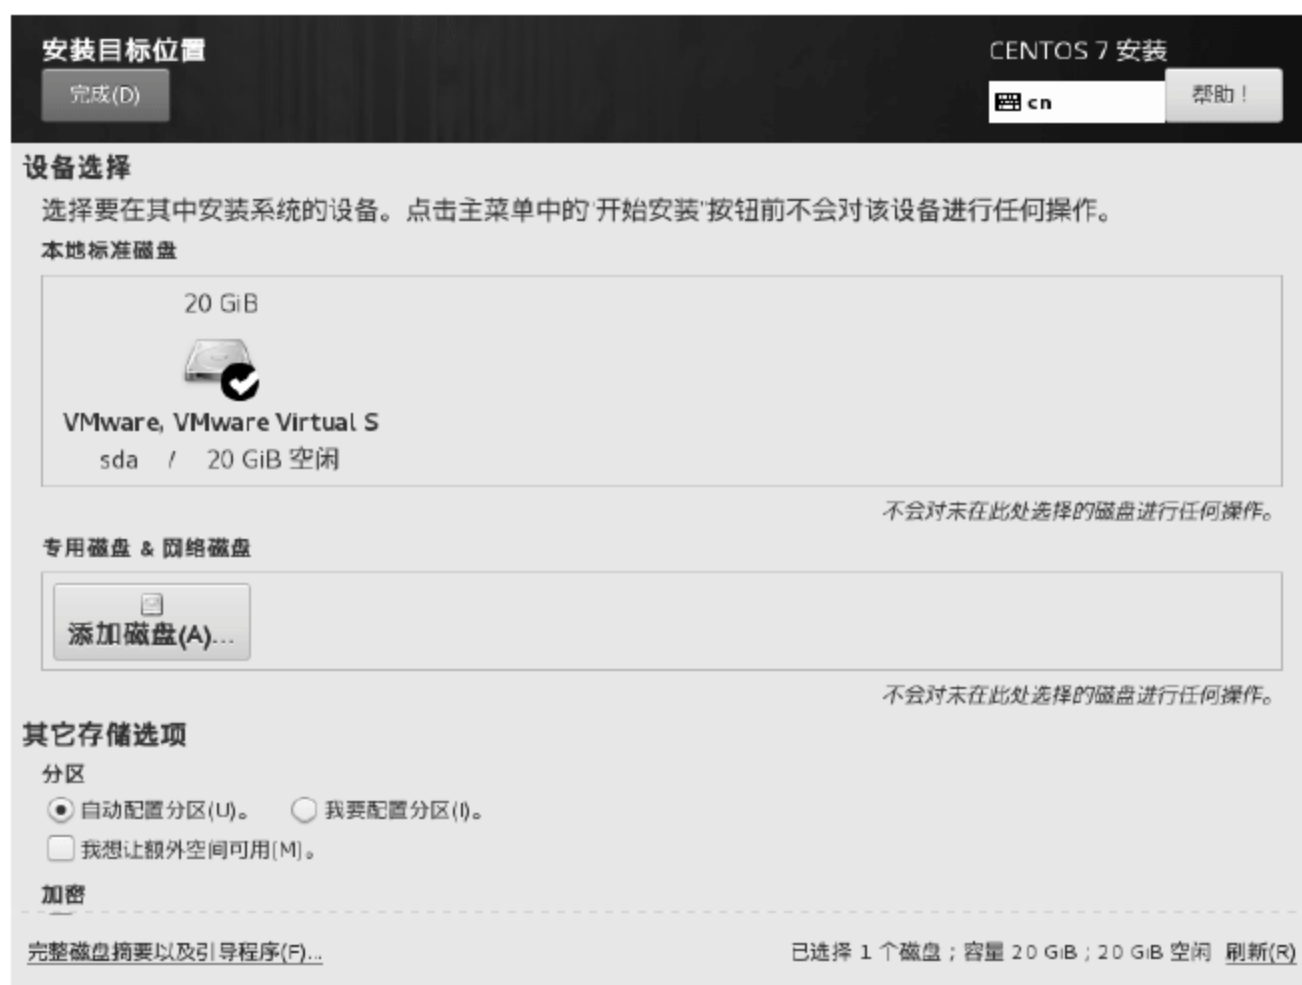 安装目标位置
CENTOS 7 安装
完成(D)
cn
帮助！
设备选择
选择要在其中安装系统的设备。点击主菜单中的"开始安装"按钮前不会对该设备进行任何操作。
本地标准磁盘
20 GiB
VMware, VMware Virtual S
sda / 20 GiB 空闲
不会对未在此处选择的磁盘进行任何操作。
专用磁盘 & 网络磁盘
添加磁盘(A)...
不会对未在此处选择的磁盘进行任何操作。
其它存储选项
分区
自动配置分区(U)。 我要配置分区(I)。
我想让额外空间可用(M)。
加密
完整磁盘摘要以及引导程序(F)...
已选择 1 个磁盘；容量 20 GiB；20 GiB 空闲 刷新(R)